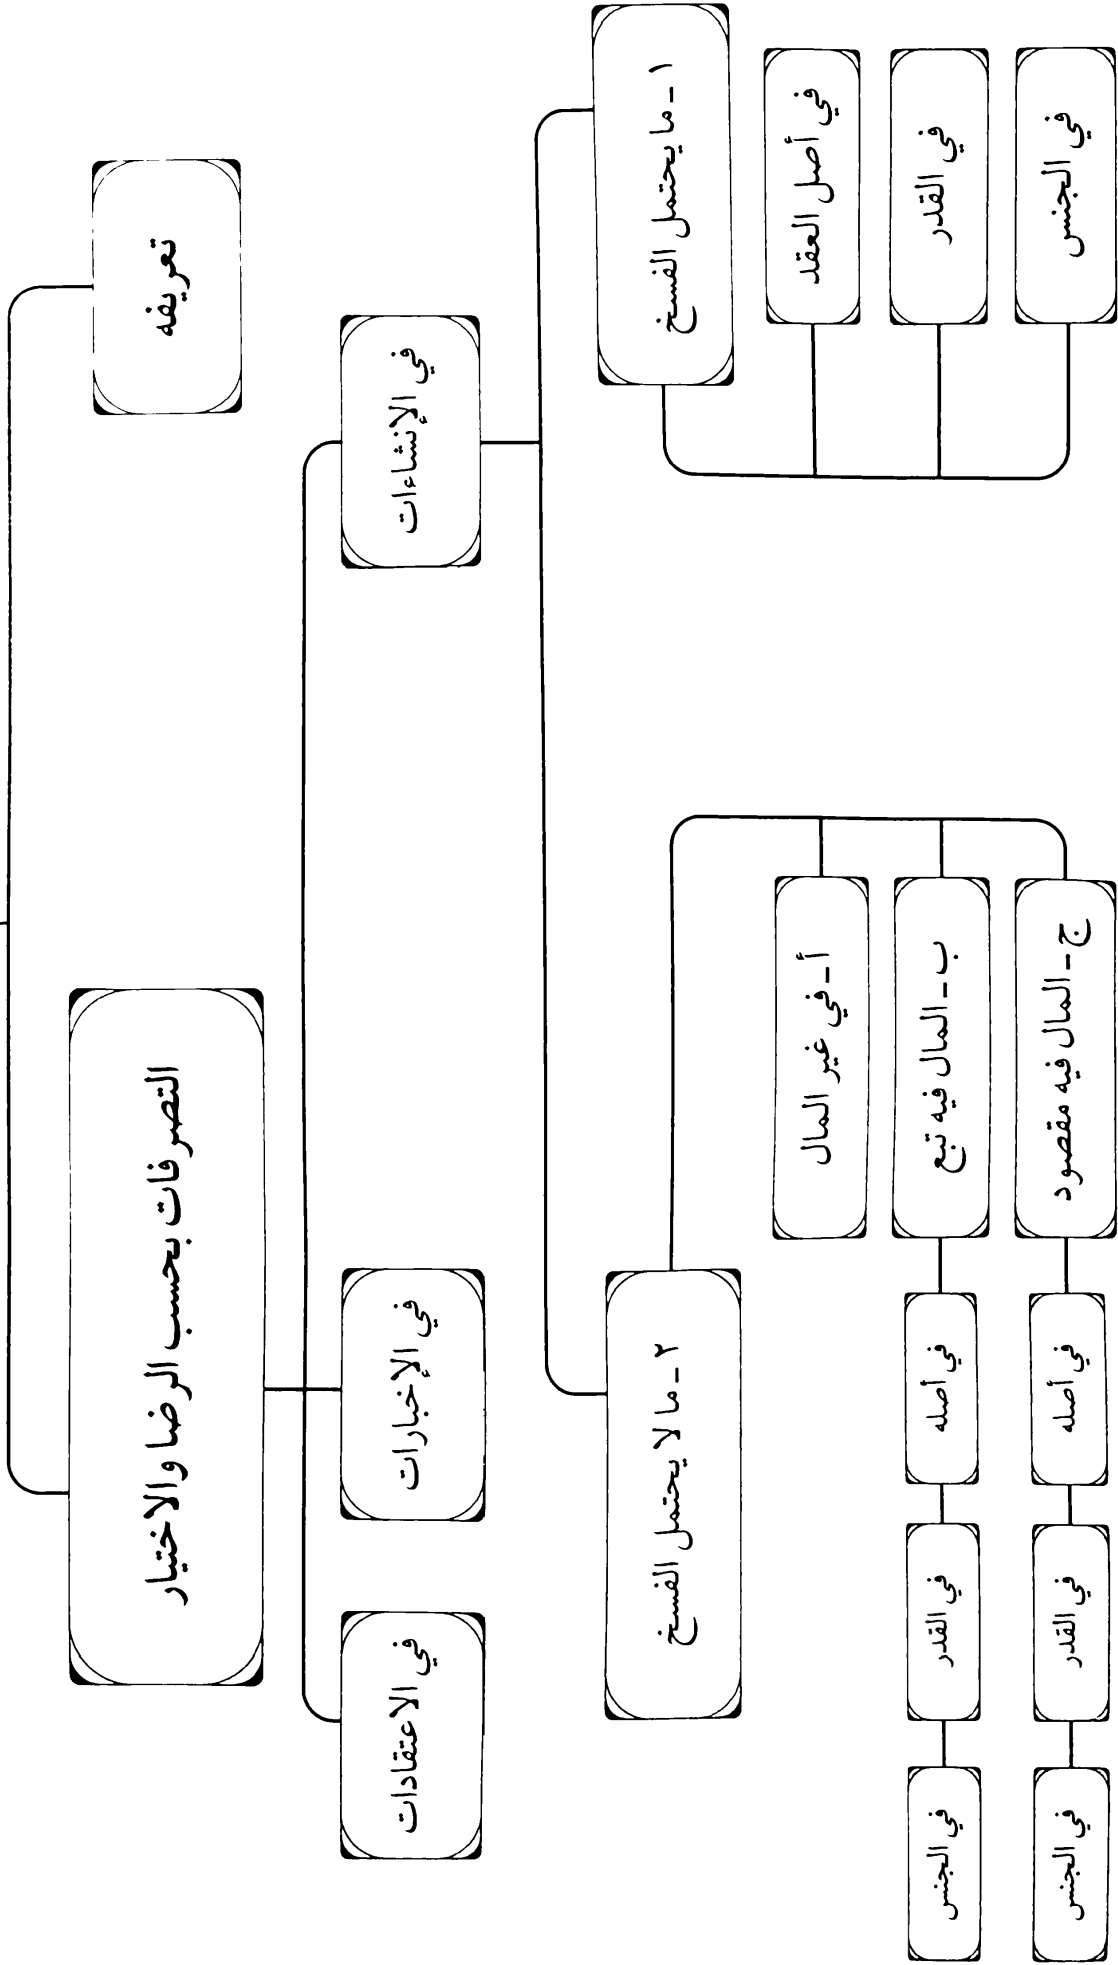 تعريفه
التصرفات بحسب الرضا والاختيار
في الإنشاءات
في الإخبارات
في الاعتقادات
١ - ما يحتمل الفسخ
٢ - ما لا يحتمل الفسخ
في أصل العقد
في القدر
في الجنس
أ - في غير المال
ب - المال فيه تبع
في أصله
في القدر
في الجنس
ج - المال فيه مقصود
في أصله
في القدر
في الجنس